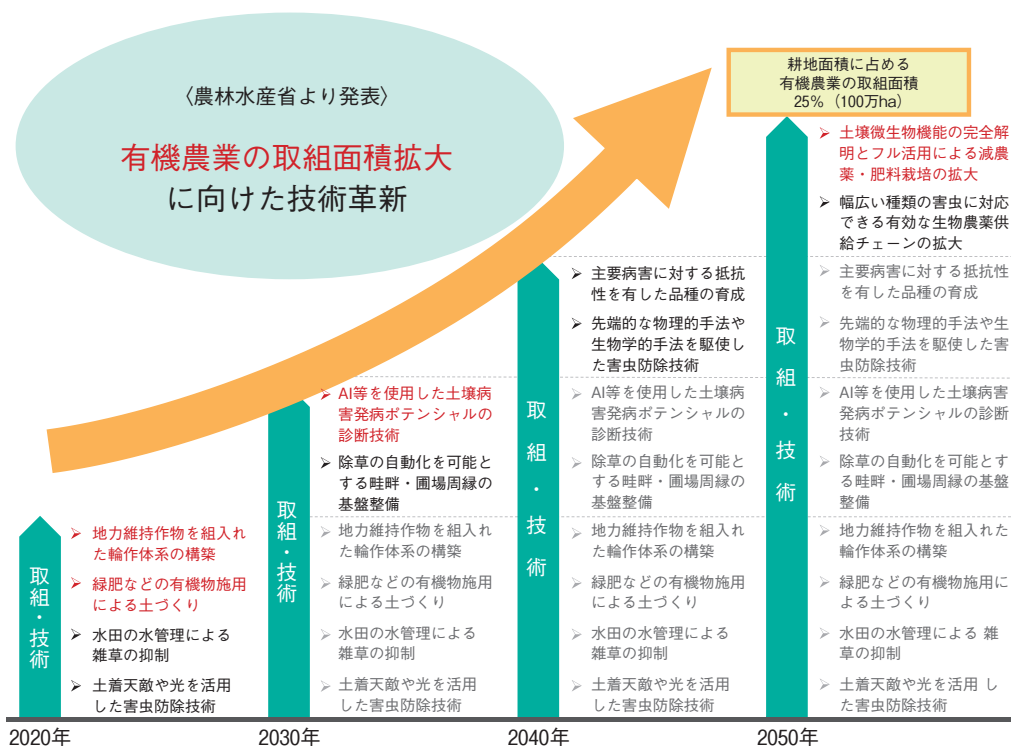 〈農林水産省より発表〉
有機農業の取組面積拡大
に向けた技術革新
耕地面積に占める
有機農業の取組面積
25%（100万ha）
取組・技術
➢ 地力維持作物を組入れ
た輪作体系の構築
➢ 緑肥などの有機物施用
による土づくり
➢ 水田の水管理による
雑草の抑制
➢ 土着天敵や光を活用
した害虫防除技術
2020年
取組・技術
➢ AI等を使用した土壌病
害発病ポテンシャルの
診断技術
➢ 除草の自動化を可能と
する畦畔・圃場周縁の
基盤整備
➢ 地力維持作物を組入れ
た輪作体系の構築
➢ 緑肥などの有機物施用
による土づくり
➢ 水田の水管理による
雑草の抑制
➢ 土着天敵や光を活用
した害虫防除技術
2030年
取組・技術
➢ 主要病害に対する抵抗
性を有した品種の育成
➢ 先端的な物理的手法や
生物学的手法を駆使し
た害虫防除技術
➢ AI等を使用した土壌病
害発病ポテンシャルの
診断技術
➢ 除草の自動化を可能と
する畦畔・圃場周縁の
基盤整備
➢ 地力維持作物を組入れ
た輪作体系の構築
➢ 緑肥などの有機物施用
による土づくり
➢ 水田の水管理による
雑草の抑制
➢ 土着天敵や光を活用
した害虫防除技術
2040年
取組・技術
➢ 土壌微生物機能の完全解
明とフル活用による減農
薬・肥料栽培の拡大
➢ 幅広い種類の害虫に対応
できる有効な生物農薬供
給チェーンの拡大
➢ 主要病害に対する抵抗性
を有した品種の育成
➢ 先端的な物理的手法や生
物学的手法を駆使した害
虫防除技術
➢ AI等を使用した土壌病害
発病ポテンシャルの診断
技術
➢ 除草の自動化を可能とす
る畦畔・圃場周縁の基盤
整備
➢ 地力維持作物を組入れた
輪作体系の構築
➢ 緑肥などの有機物施用に
よる土づくり
➢ 水田の水管理による 雑
草の抑制
➢ 土着天敵や光を活用 し
た害虫防除技術
2050年